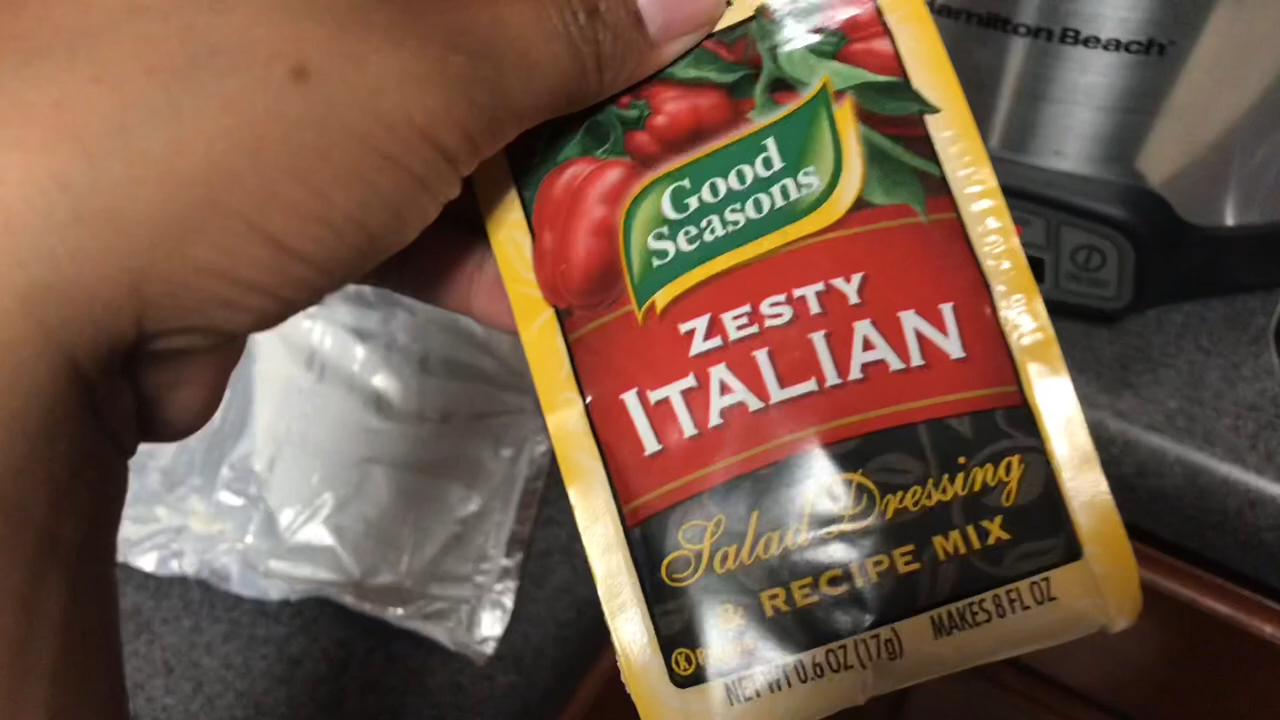 Hamilton Beach
Good
Seasons
ZESTY
ITALIAN
Salad Dressing
& RECIPE MIX
K
NET WT 0.6 OZ (17g)
MAKES 8 FL OZ